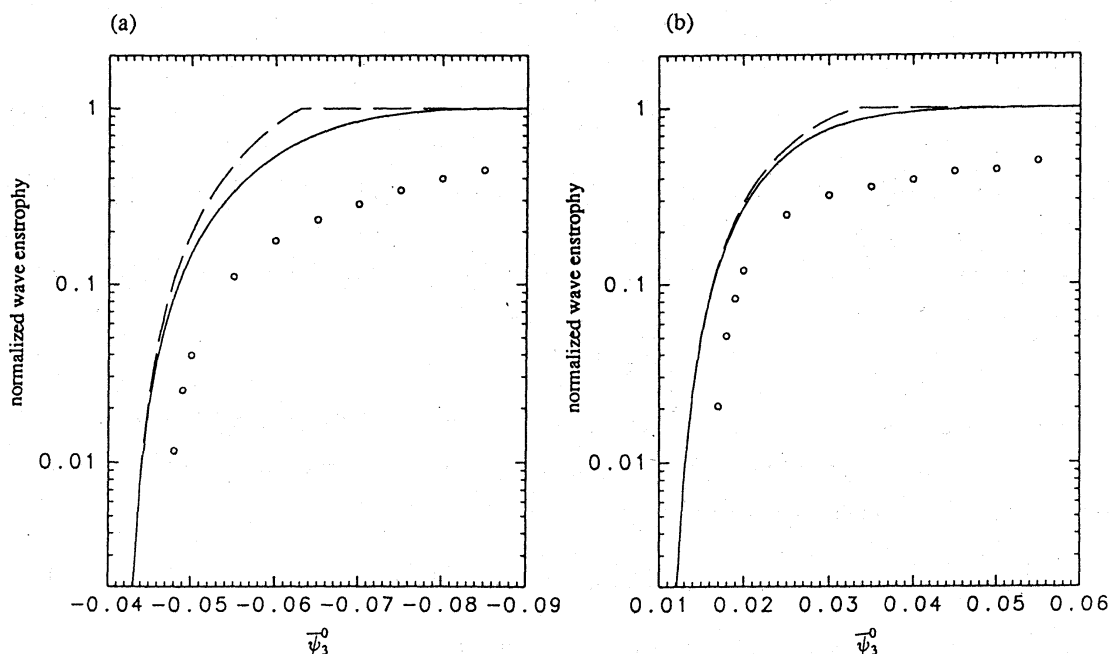 (a)
(b)
normalized wave enstrophy
1
0.1
0.01
-0.04 -0.05 -0.06 -0.07 -0.08 -0.09
ψ̅₃⁰
normalized wave enstrophy
1
0.1
0.01
0.01 0.02 0.03 0.04 0.05 0.06
ψ̅₃⁰